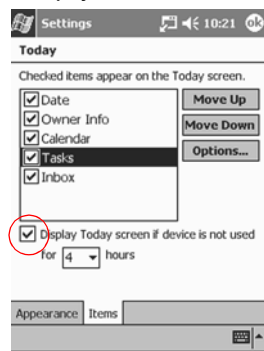 Settings 10:21 ok
Today
Checked items appear on the Today screen.
Date
Owner Info
Calendar
Tasks
Inbox
Move Up
Move Down
Options...
Display Today screen if device is not used
for 4 hours
Appearance Items